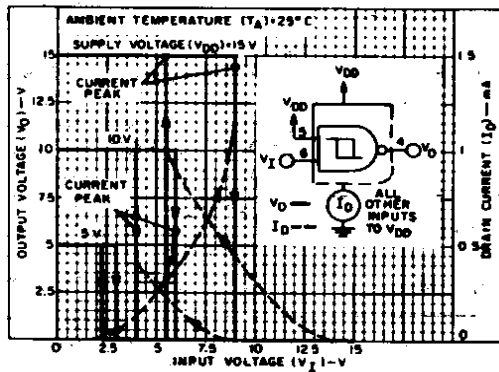 AMBIENT TEMPERATURE (TA)=25°C
SUPPLY VOLTAGE (VDD)=15 V
CURRENT
PEAK
10 V
CURRENT
PEAK
5 V
VDD
VDD
5
VI
6
4
VO
ID
VO —
ID --
ALL
OTHER
INPUTS
TO VDD
OUTPUT VOLTAGE (VO)-V
15
12.5
10
7.5
5
2.5
0
2.5
5
7.5
10
12.5
15
INPUT VOLTAGE (VI)-V
1.5
1
0.5
0
DRAIN CURRENT (ID)-mA